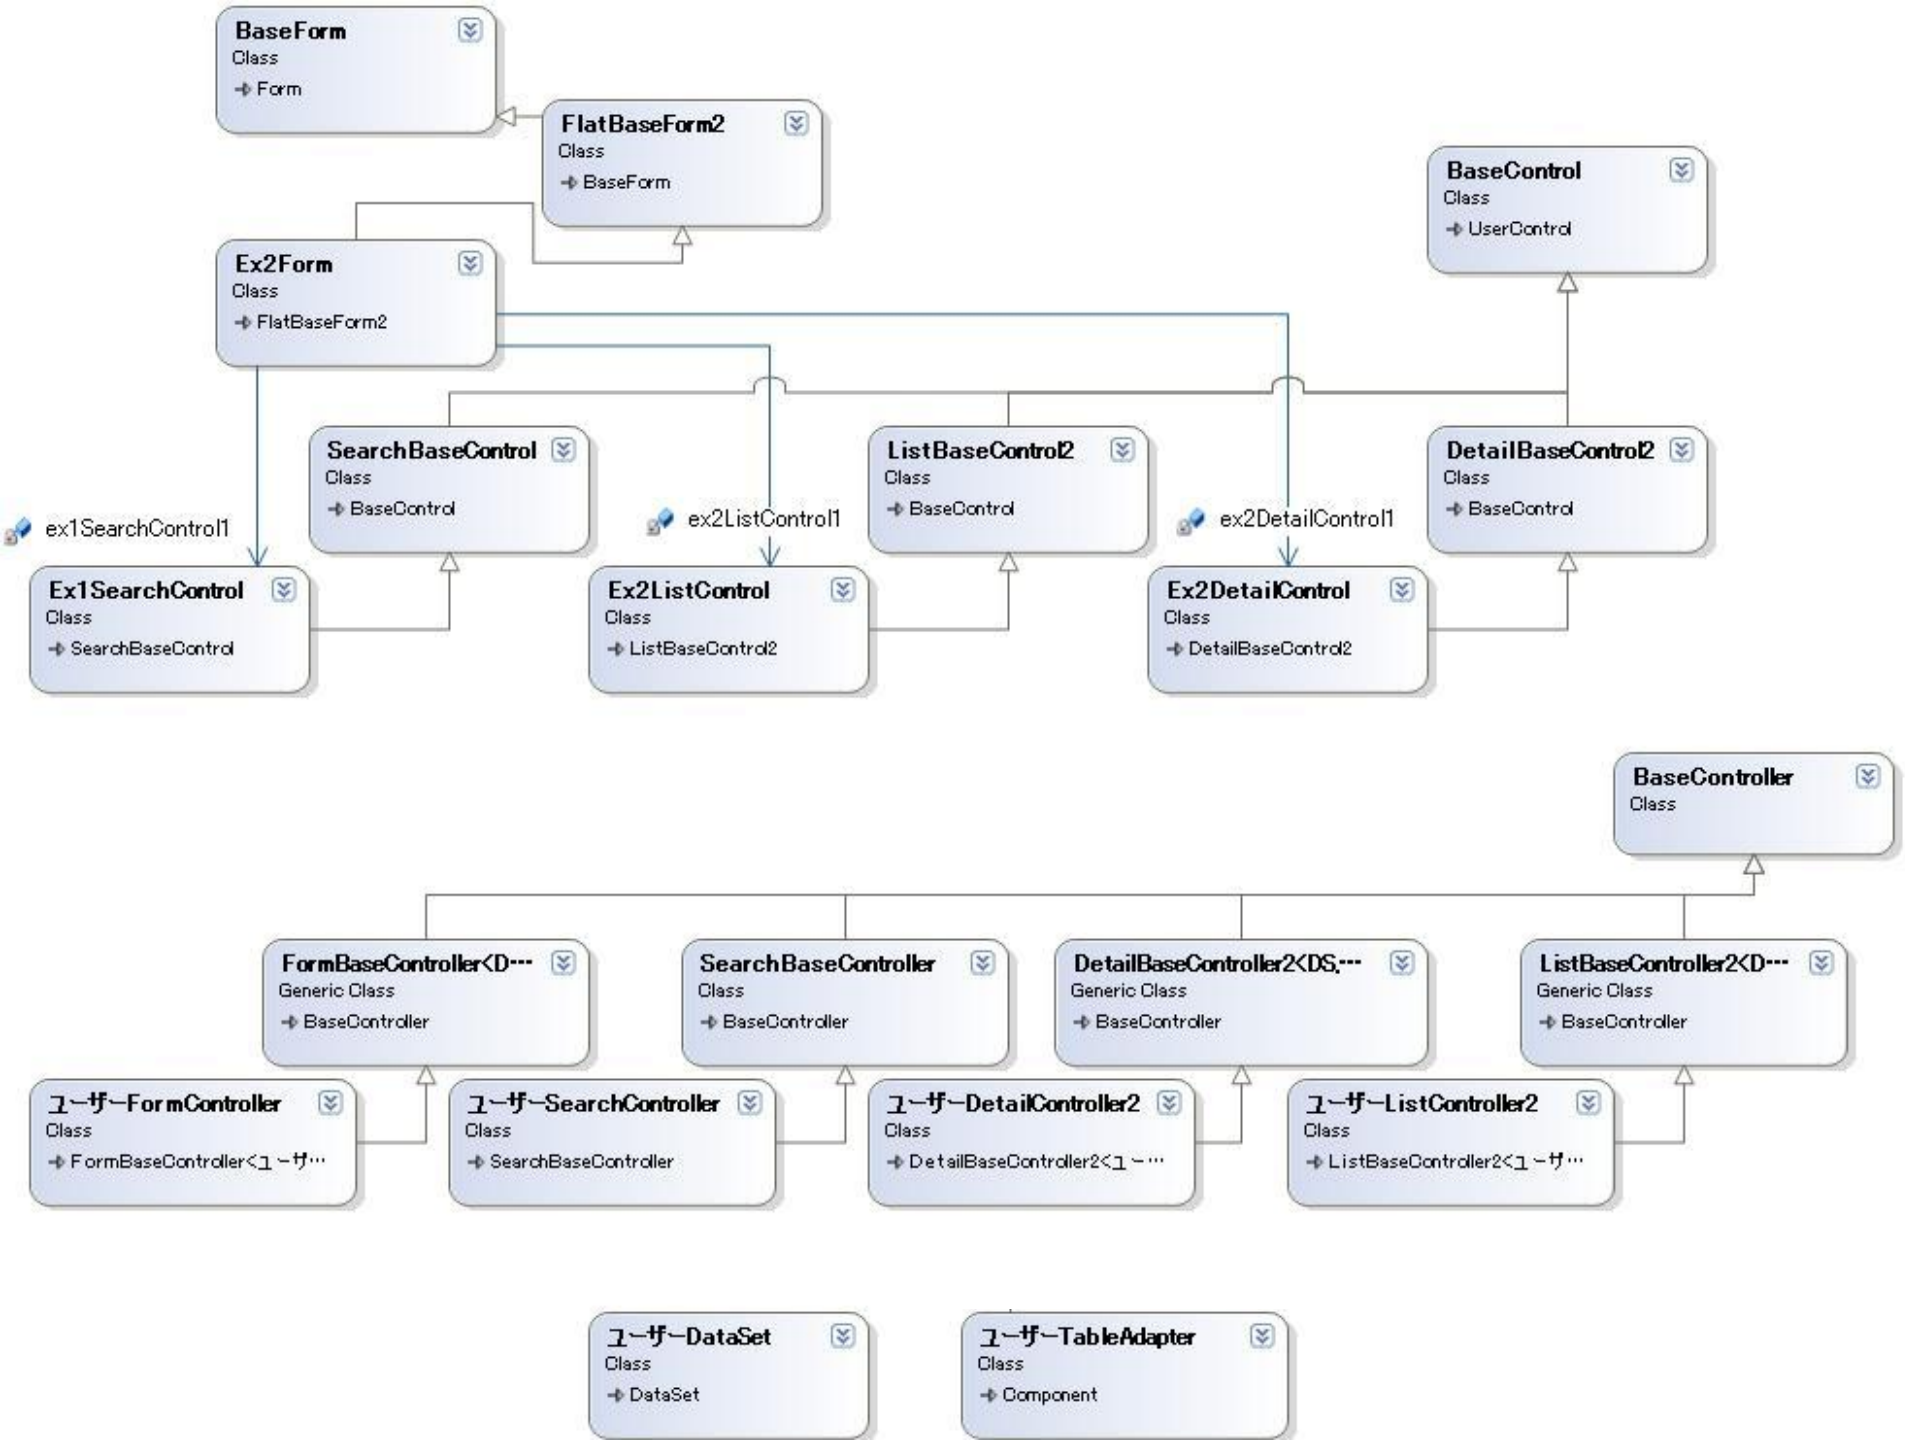 BaseForm
Class
Form
FlatBaseForm2
Class
BaseForm
BaseControl
Class
UserControl
Ex2Form
Class
FlatBaseForm2
SearchBaseControl
Class
BaseControl
ListBaseControl2
Class
BaseControl
DetailBaseControl2
Class
BaseControl
ex1SearchControl1
ex2ListControl1
ex2DetailControl1
Ex1SearchControl
Class
SearchBaseControl
Ex2ListControl
Class
ListBaseControl2
Ex2DetailControl
Class
DetailBaseControl2
BaseController
Class
FormBaseController<D…
Generic Class
BaseController
SearchBaseController
Class
BaseController
DetailBaseController2<DS,…
Generic Class
BaseController
ListBaseController2<D…
Generic Class
BaseController
ユーザーFormController
Class
FormBaseController<ユーザ…
ユーザーSearchController
Class
SearchBaseController
ユーザーDetailController2
Class
DetailBaseController2<ユー…
ユーザーListController2
Class
ListBaseController2<ユーザ…
ユーザーDataSet
Class
DataSet
ユーザーTableAdapter
Class
Component